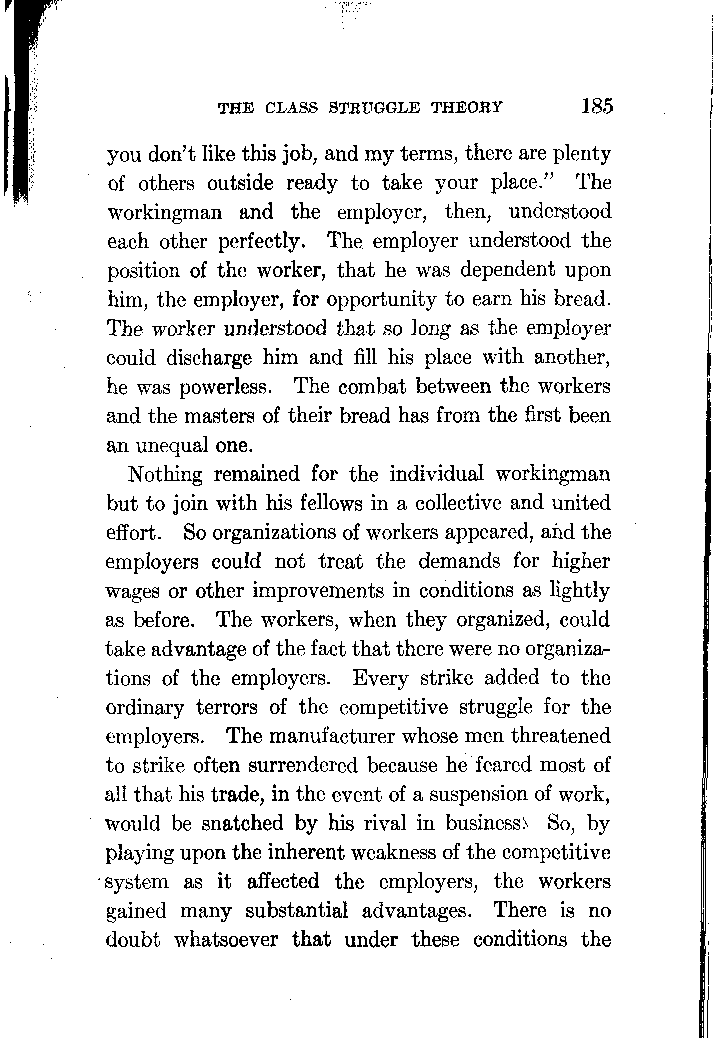 THE CLASS STRUGGLE THEORY 185
you don't like this job, and my terms, there are plenty
of others outside ready to take your place." The
workingman and the employer, then, understood
each other perfectly. The employer understood the
position of the worker, that he was dependent upon
him, the employer, for opportunity to earn his bread.
The worker understood that so long as the employer
could discharge him and fill his place with another,
he was powerless. The combat between the workers
and the masters of their bread has from the first been
an unequal one.
Nothing remained for the individual workingman
but to join with his fellows in a collective and united
effort. So organizations of workers appeared, and the
employers could not treat the demands for higher
wages or other improvements in conditions as lightly
as before. The workers, when they organized, could
take advantage of the fact that there were no organiza-
tions of the employers. Every strike added to the
ordinary terrors of the competitive struggle for the
employers. The manufacturer whose men threatened
to strike often surrendered because he feared most of
all that his trade, in the event of a suspension of work,
would be snatched by his rival in business. So, by
playing upon the inherent weakness of the competitive
system as it affected the employers, the workers
gained many substantial advantages. There is no
doubt whatsoever that under these conditions the